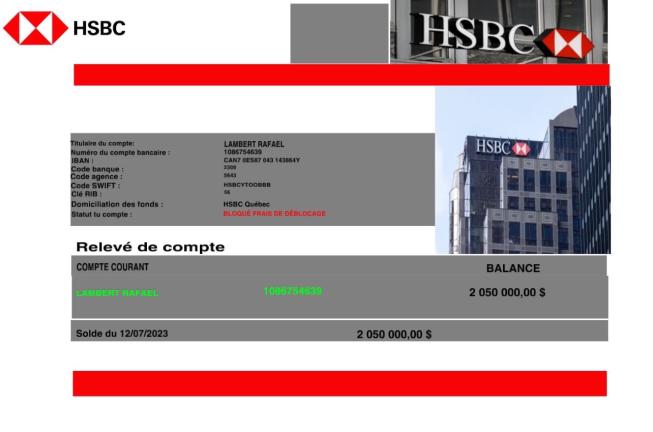 HSBC
HSBC
HSBC
Titulaire du compte: LAMBERT RAFAEL
Numéro du compte bancaire : 1086754639
IBAN : CAN7 0E587 043 143864Y
Code banque : 2309
Code agence : 5643
Code SWIFT : HSBCYTOOBBB
Clé RIB : 56
Domiciliation des fonds : HSBC Québec
Statut tu compte : BLOQUÉ FRAIS DE DÉBLOCAGE
Relevé de compte
COMPTE COURANT BALANCE
LAMBERT RAFAEL 1086754639 2 050 000,00 $
Solde du 12/07/2023 2 050 000,00 $